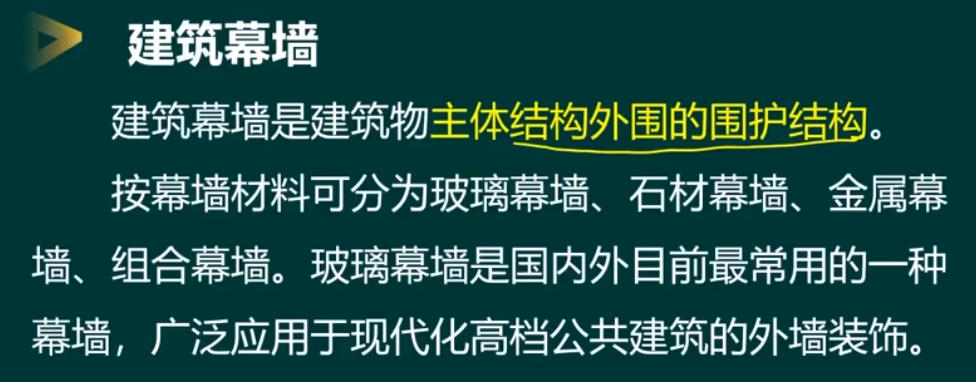 建筑幕墙
建筑幕墙是建筑物主体结构外围的围护结构。
按幕墙材料可分为玻璃幕墙、石材幕墙、金属幕
墙、组合幕墙。玻璃幕墙是国内外目前最常用的一种
幕墙，广泛应用于现代化高档公共建筑的外墙装饰。